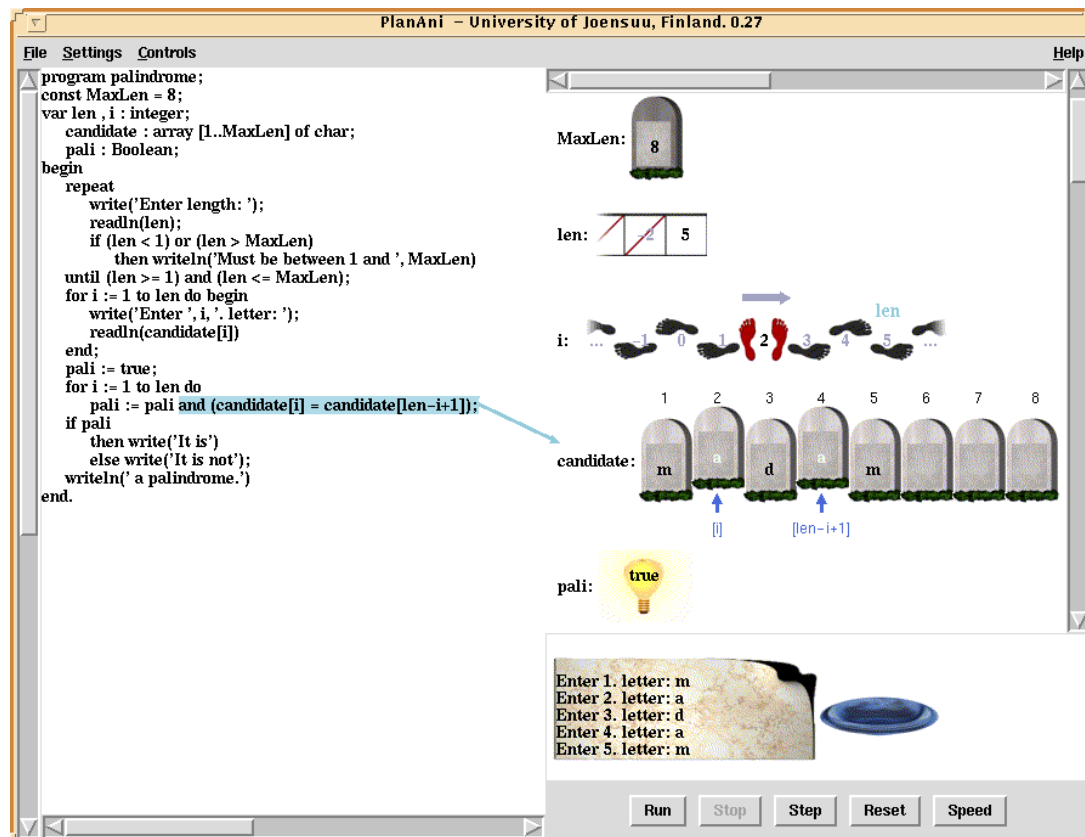 PlanAni – University of Joensuu, Finland. 0.27
File Settings Controls Help
program palindrome;
const MaxLen = 8;
var len , i : integer;
candidate : array [1..MaxLen] of char;
pali : Boolean;
begin
repeat
write('Enter length: ');
readln(len);
if (len < 1) or (len > MaxLen)
then writeln('Must be between 1 and ', MaxLen)
until (len >= 1) and (len <= MaxLen);
for i := 1 to len do begin
write('Enter ', i, '. letter: ');
readln(candidate[i])
end;
pali := true;
for i := 1 to len do
pali := pali and (candidate[i] = candidate[len−i+1]);
if pali
then write('It is')
else write('It is not');
writeln(' a palindrome.')
end.
MaxLen: 8
len: −2 5
len
i: ... −1 0 1 2 3 4 5 ...
1 2 3 4 5 6 7 8
candidate: m a d a m
[i] [len−i+1]
pali: true
Enter 1. letter: m
Enter 2. letter: a
Enter 3. letter: d
Enter 4. letter: a
Enter 5. letter: m
Run Stop Step Reset Speed